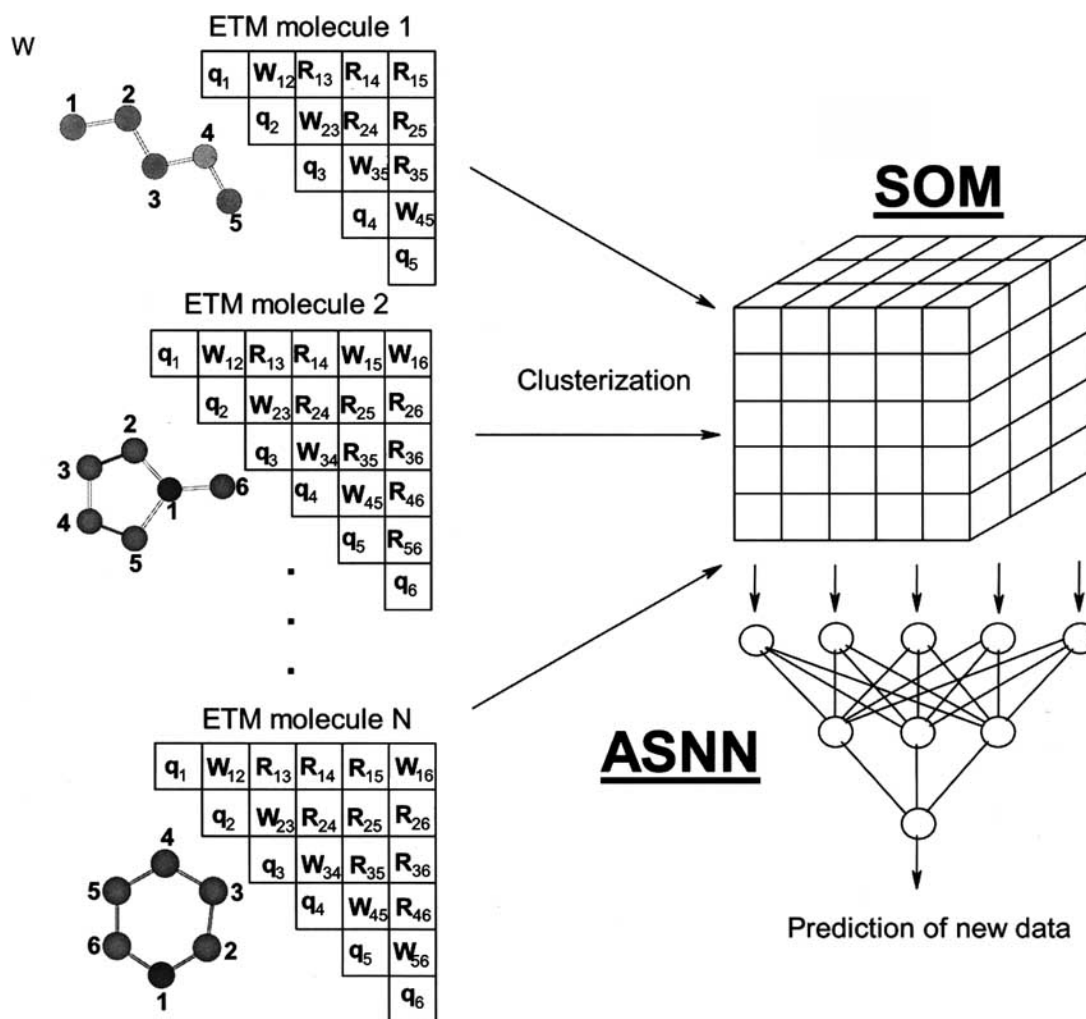 W
ETM molecule 1
q1 W12 R13 R14 R15
q2 W23 R24 R25
q3 W35 R35
q4 W45
q5
1 2 3 4 5
ETM molecule 2
q1 W12 R13 R14 W15 W16
q2 W23 R24 R25 R26
q3 W34 R35 R36
q4 W45 R46
q5 R56
q6
2
3
6
1
4
5
ETM molecule N
q1 W12 R13 R14 R15 W16
q2 W23 R24 R25 R26
q3 W34 R35 R36
q4 W45 R46
q5 W56
q6
4
5 3
6 2
1
Clusterization
SOM
ASNN
Prediction of new data